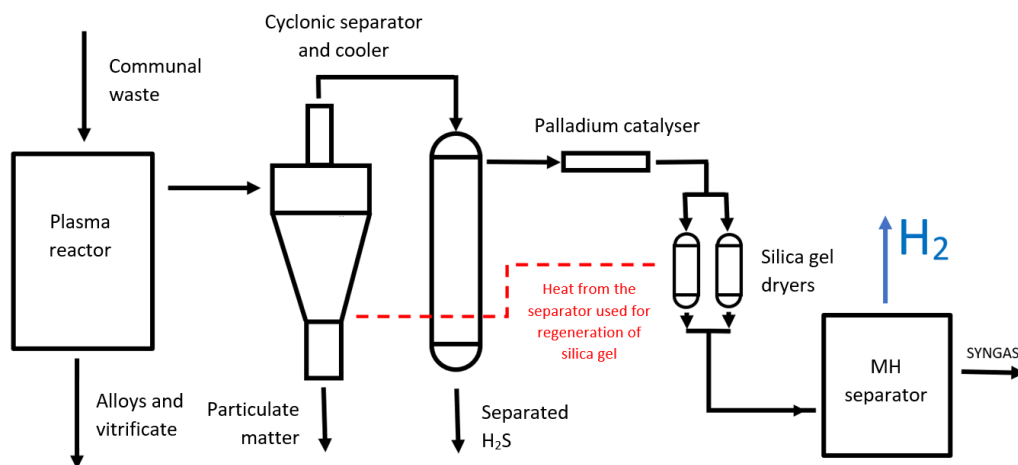 Communal
waste
Plasma
reactor
Alloys and
vitrificate
Cyclonic separator
and cooler
Particulate
matter
Separated
H₂S
Palladium catalyser
Heat from the
separator used for
regeneration of
silica gel
Silica gel
dryers
H₂
MH
separator
SYNGAS